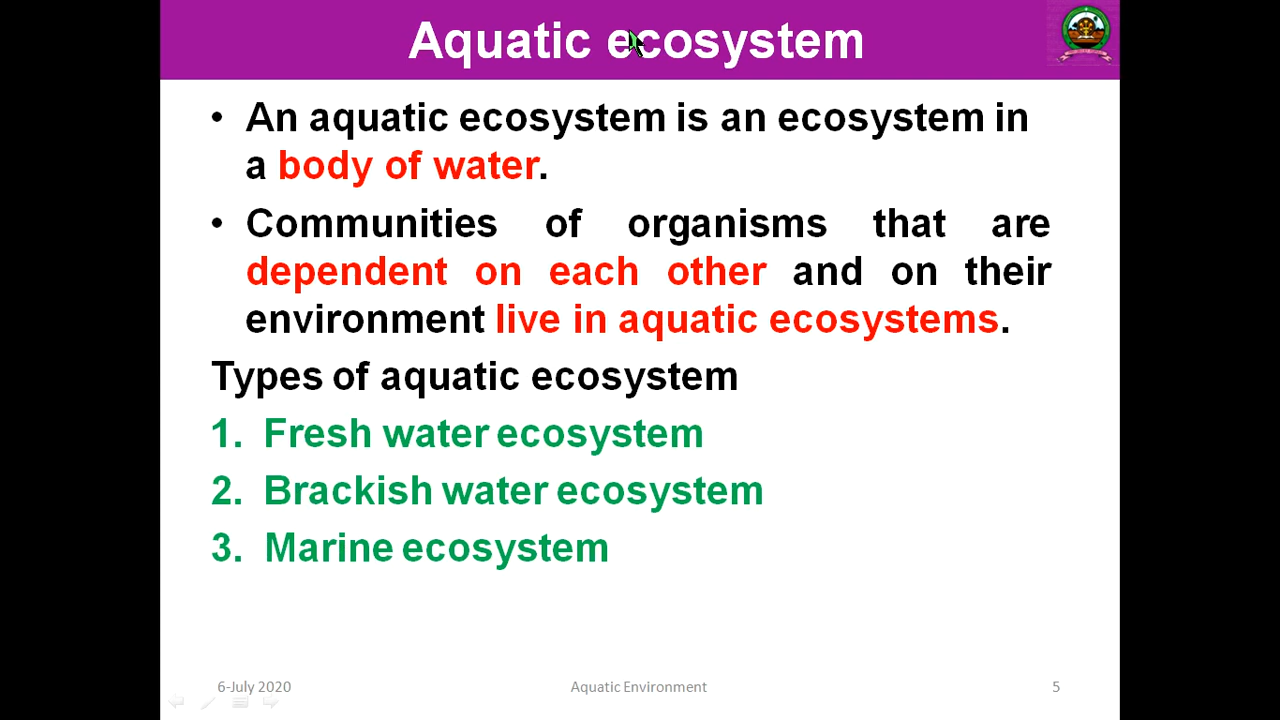 Aquatic ecosystem
• An aquatic ecosystem is an ecosystem in
a body of water.
• Communities of organisms that are
dependent on each other and on their
environment live in aquatic ecosystems.
Types of aquatic ecosystem
1. Fresh water ecosystem
2. Brackish water ecosystem
3. Marine ecosystem
6-July 2020 Aquatic Environment 5